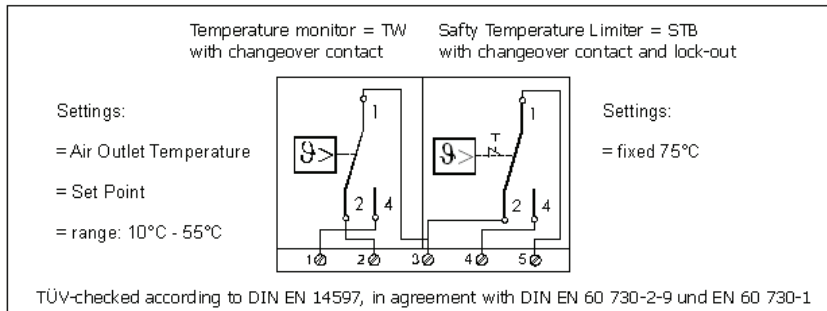 Temperature monitor = TW
with changeover contact
Safty Temperature Limiter = STB
with changeover contact and lock-out
Settings:
= Air Outlet Temperature
= Set Point
= range: 10°C - 55°C
1
ϑ>
2 4
1
ϑ>
2 4
Settings:
= fixed 75°C
1 2 3 4 5
TÜV-checked according to DIN EN 14597, in agreement with DIN EN 60 730-2-9 und EN 60 730-1